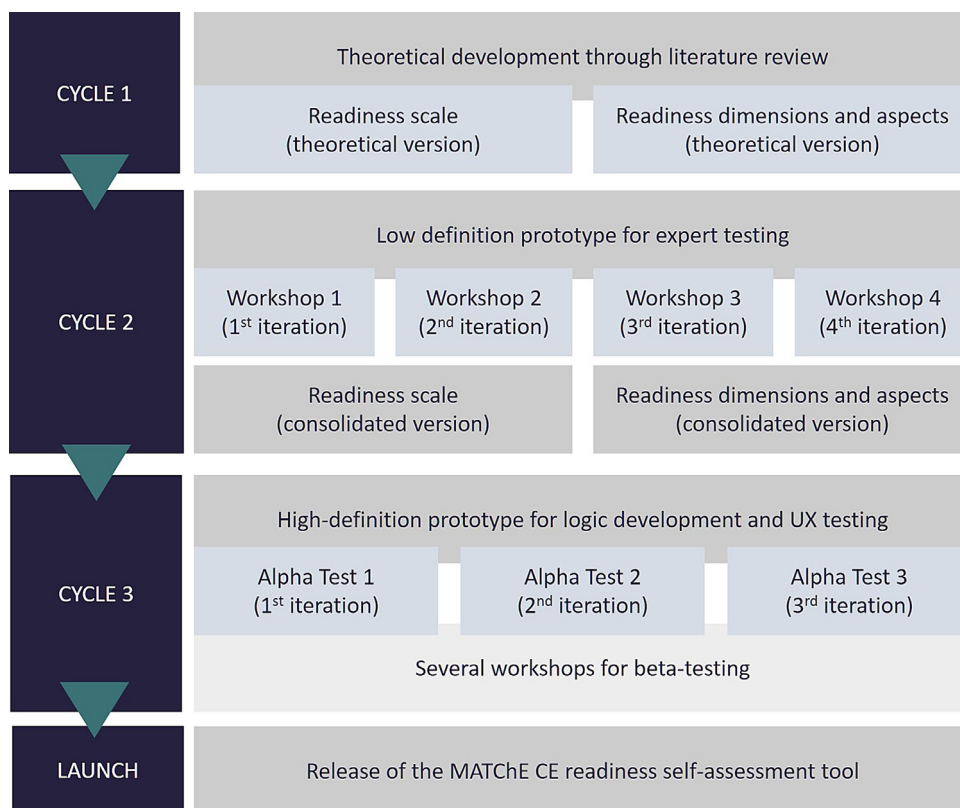 CYCLE 1
Theoretical development through literature review
Readiness scale
(theoretical version)
Readiness dimensions and aspects
(theoretical version)
CYCLE 2
Low definition prototype for expert testing
Workshop 1
(1st iteration)
Workshop 2
(2nd iteration)
Workshop 3
(3rd iteration)
Workshop 4
(4th iteration)
Readiness scale
(consolidated version)
Readiness dimensions and aspects
(consolidated version)
CYCLE 3
High-definition prototype for logic development and UX testing
Alpha Test 1
(1st iteration)
Alpha Test 2
(2nd iteration)
Alpha Test 3
(3rd iteration)
Several workshops for beta-testing
LAUNCH
Release of the MATChE CE readiness self-assessment tool